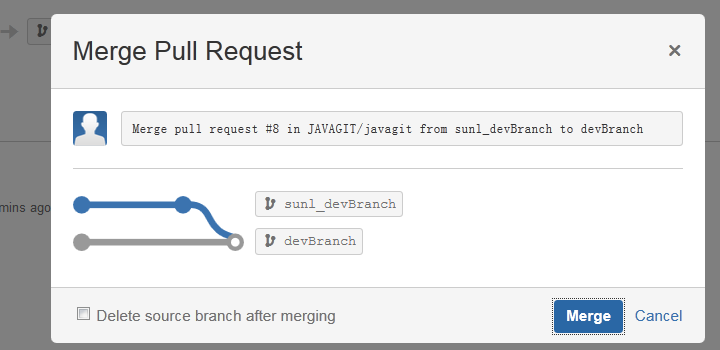 Merge Pull Request
×
Merge pull request #8 in JAVAGIT/javagit from sunl_devBranch to devBranch
sunl_devBranch
mins ago
devBranch
Delete source branch after merging
Merge
Cancel